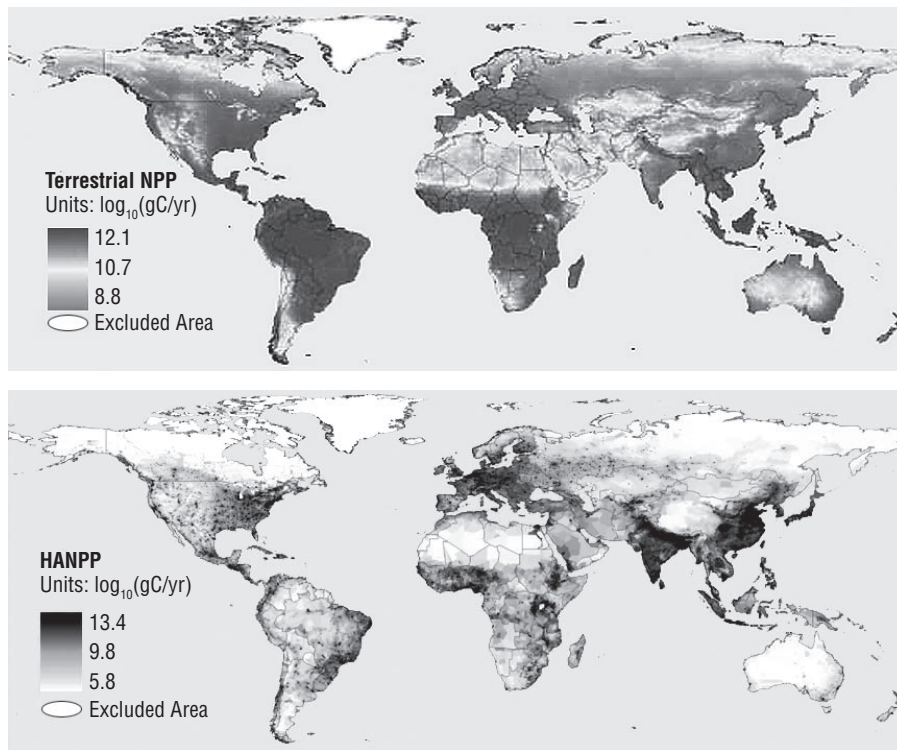 Terrestrial NPP
Units: log₁₀(gC/yr)
12.1
10.7
8.8
Excluded Area
HANPP
Units: log₁₀(gC/yr)
13.4
9.8
5.8
Excluded Area